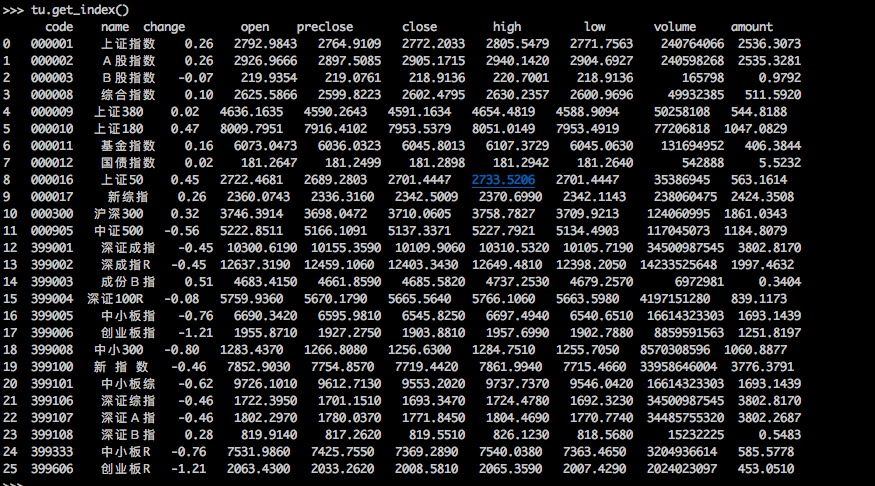 >>> tu.get_index()
code name change open preclose close high low volume amount
0 000001 上证指数 0.26 2792.9843 2764.9109 2772.2033 2805.5479 2771.7563 240764066 2536.3073
1 000002 A股指数 0.26 2926.9666 2897.5085 2905.1715 2940.1420 2904.6927 240598268 2535.3281
2 000003 B股指数 -0.07 219.9354 219.0761 218.9136 220.7001 218.9136 165798 0.9792
3 000008 综合指数 0.10 2625.5866 2599.8223 2602.4795 2630.2357 2600.9696 49932385 511.5920
4 000009 上证380 0.02 4636.1635 4590.2643 4591.1634 4654.4819 4588.9094 50258108 544.8188
5 000010 上证180 0.47 8009.7951 7916.4102 7953.5379 8051.0149 7953.4919 77206818 1047.0829
6 000011 基金指数 0.16 6073.0473 6036.0323 6045.8013 6107.3729 6045.0630 131694952 406.3844
7 000012 国债指数 0.02 181.2647 181.2499 181.2898 181.2942 181.2640 542888 5.5232
8 000016 上证50 0.45 2722.4681 2689.2803 2701.4447 2733.5206 2701.4447 35386945 563.1614
9 000017 新综指 0.26 2360.0743 2336.3160 2342.5009 2370.6990 2342.1143 238060475 2424.3508
10 000300 沪深300 0.32 3746.3914 3698.0472 3710.0605 3758.7827 3709.9213 124060995 1861.0343
11 000905 中证500 -0.56 5222.8511 5166.1091 5137.3371 5227.7921 5134.4903 117045073 1184.8079
12 399001 深证成指 -0.45 10300.6190 10155.3590 10109.9060 10310.5320 10105.7190 34500987545 3802.8170
13 399002 深成指R -0.45 12637.3190 12459.1060 12403.3430 12649.4810 12398.2050 14233525648 1997.4632
14 399003 成份B指 0.51 4683.4150 4661.8590 4685.5820 4737.2530 4679.2570 6972981 0.3404
15 399004 深证100R -0.08 5759.9360 5670.1790 5665.5640 5766.1060 5663.5980 4197151280 839.1173
16 399005 中小板指 -0.76 6690.3420 6595.9810 6545.8250 6697.4940 6540.6510 16614323303 1693.1439
17 399006 创业板指 -1.21 1955.8710 1927.2750 1903.8810 1957.6990 1902.7880 8859591563 1251.8197
18 399008 中小300 -0.80 1283.4370 1266.8080 1256.6300 1284.7510 1255.7050 8570308596 1060.8877
19 399100 新 指 数 -0.46 7852.9030 7754.8570 7719.4420 7861.9940 7715.4660 33958646004 3776.3791
20 399101 中小板综 -0.62 9726.1010 9612.7130 9553.2020 9737.7370 9546.0420 16614323303 1693.1439
21 399106 深证综指 -0.46 1722.3950 1701.1510 1693.3470 1724.4780 1692.3230 34500987545 3802.8170
22 399107 深证A指 -0.46 1802.2970 1780.0370 1771.8450 1804.4690 1770.7740 34485755320 3802.2687
23 399108 深证B指 0.28 819.9140 817.2620 819.5510 826.1230 818.5680 15232225 0.5483
24 399333 中小板R -0.76 7531.9860 7425.7550 7369.2890 7540.0380 7363.4650 3204936614 585.5778
25 399606 创业板R -1.21 2063.4300 2033.2620 2008.5810 2065.3590 2007.4290 2024023097 453.0510
>>>